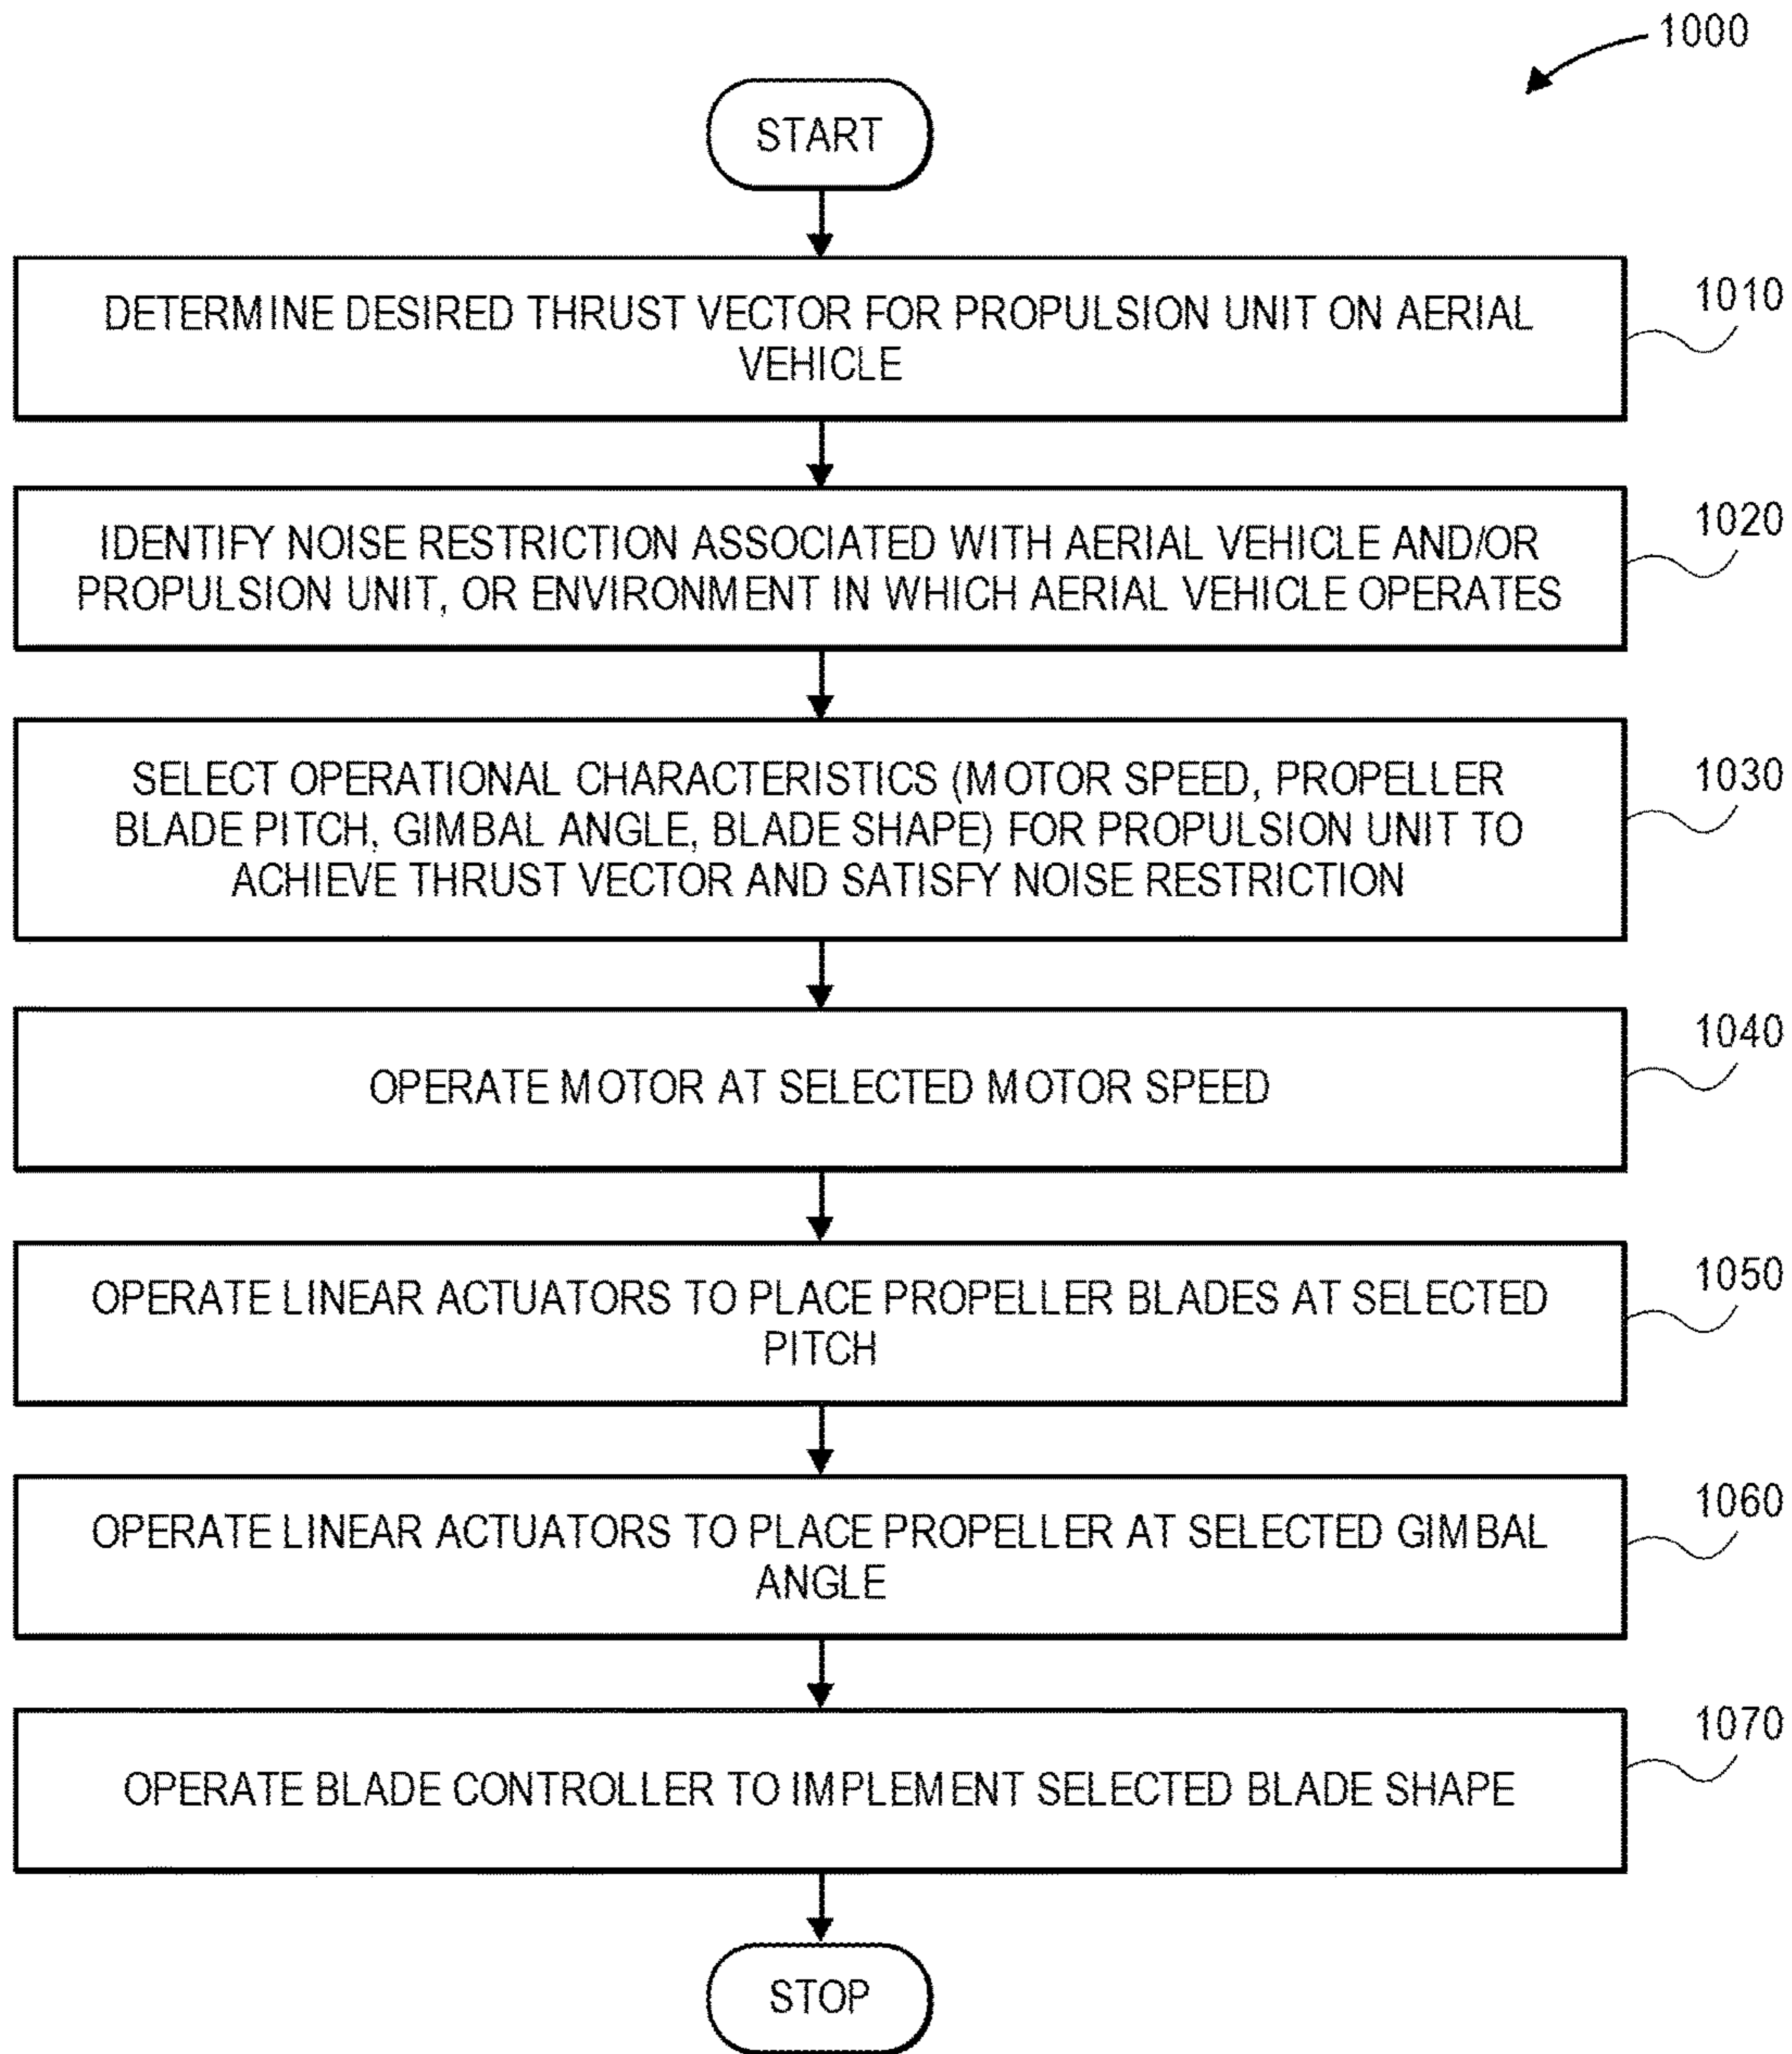 1000
START
DETERMINE DESIRED THRUST VECTOR FOR PROPULSION UNIT ON AERIAL
VEHICLE
1010
IDENTIFY NOISE RESTRICTION ASSOCIATED WITH AERIAL VEHICLE AND/OR
PROPULSION UNIT, OR ENVIRONMENT IN WHICH AERIAL VEHICLE OPERATES
1020
SELECT OPERATIONAL CHARACTERISTICS (MOTOR SPEED, PROPELLER
BLADE PITCH, GIMBAL ANGLE, BLADE SHAPE) FOR PROPULSION UNIT TO
ACHIEVE THRUST VECTOR AND SATISFY NOISE RESTRICTION
1030
OPERATE MOTOR AT SELECTED MOTOR SPEED
1040
OPERATE LINEAR ACTUATORS TO PLACE PROPELLER BLADES AT SELECTED
PITCH
1050
OPERATE LINEAR ACTUATORS TO PLACE PROPELLER AT SELECTED GIMBAL
ANGLE
1060
OPERATE BLADE CONTROLLER TO IMPLEMENT SELECTED BLADE SHAPE
1070
STOP